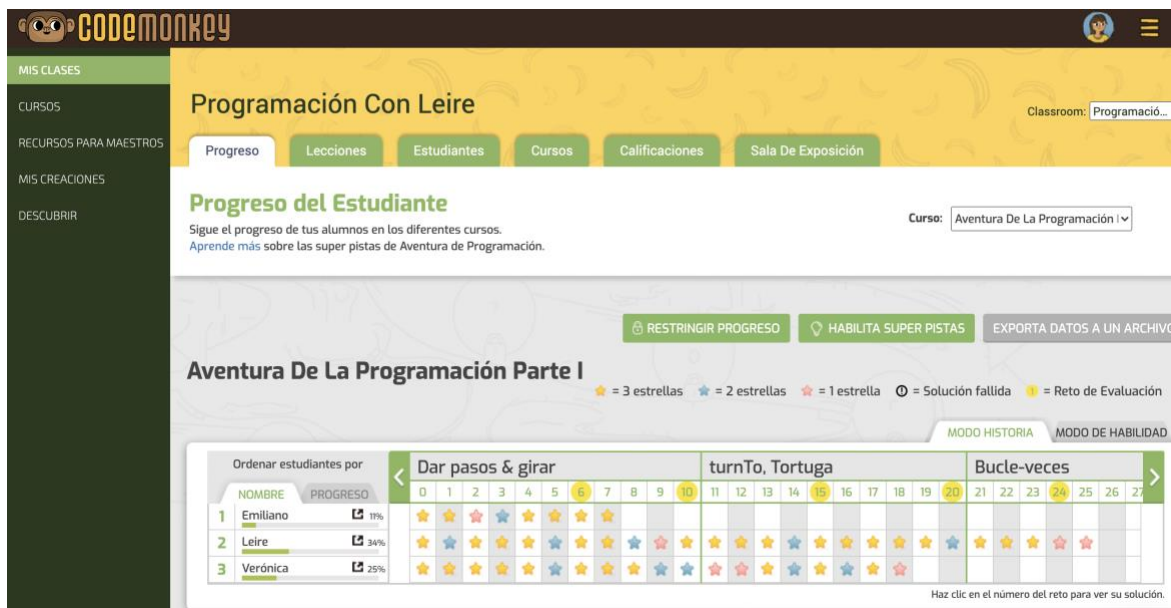 CODEMONKEY
MIS CLASES
CURSOS
RECURSOS PARA MAESTROS
MIS CREACIONES
DESCUBRIR
Programación Con Leire
Classroom: Programació...
Progreso Lecciones Estudiantes Cursos Calificaciones Sala De Exposición
Progreso del Estudiante
Sigue el progreso de tus alumnos en los diferentes cursos.
Aprende más sobre las super pistas de Aventura de Programación.
Curso: Aventura De La Programación I
RESTRINGIR PROGRESO HABILITA SUPER PISTAS EXPORTA DATOS A UN ARCHIVO
Aventura De La Programación Parte I
= 3 estrellas = 2 estrellas = 1 estrella = Solución fallida 1 = Reto de Evaluación
MODO HISTORIA MODO DE HABILIDAD
Ordenar estudiantes por
NOMBRE PROGRESO
Dar pasos & girar turnTo, Tortuga Bucle-veces
0 1 2 3 4 5 6 7 8 9 10 11 12 13 14 15 16 17 18 19 20 21 22 23 24 25 26 27
1 Emiliano 11%
2 Leire 34%
3 Verónica 25%
Haz clic en el número del reto para ver su solución.